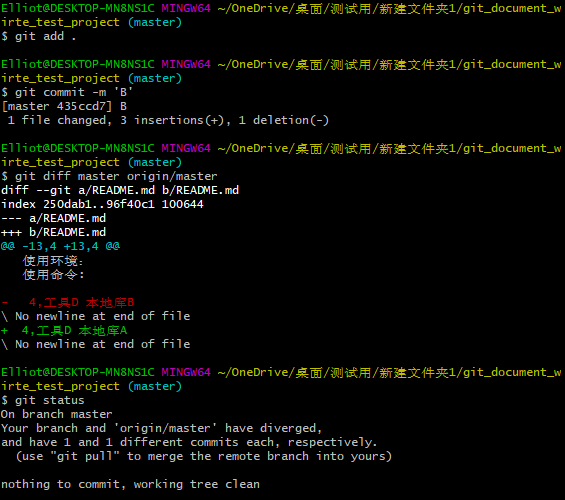 Elliot@DESKTOP-MN8NS1C MINGW64 ~/OneDrive/桌面/测试用/新建文件夹1/git_document_w
irte_test_project (master)
$ git add .
Elliot@DESKTOP-MN8NS1C MINGW64 ~/OneDrive/桌面/测试用/新建文件夹1/git_document_w
irte_test_project (master)
$ git commit -m 'B'
[master 435ccd7] B
 1 file changed, 3 insertions(+), 1 deletion(-)
Elliot@DESKTOP-MN8NS1C MINGW64 ~/OneDrive/桌面/测试用/新建文件夹1/git_document_w
irte_test_project (master)
$ git diff master origin/master
diff --git a/README.md b/README.md
index 250dab1..96f40c1 100644
--- a/README.md
+++ b/README.md
@@ -13,4 +13,4 @@
   使用环境:
   使用命令:
-   4,工具D 本地库B
\ No newline at end of file
+  4,工具D 本地库A
\ No newline at end of file
Elliot@DESKTOP-MN8NS1C MINGW64 ~/OneDrive/桌面/测试用/新建文件夹1/git_document_w
irte_test_project (master)
$ git status
On branch master
Your branch and 'origin/master' have diverged,
and have 1 and 1 different commits each, respectively.
  (use "git pull" to merge the remote branch into yours)
nothing to commit, working tree clean